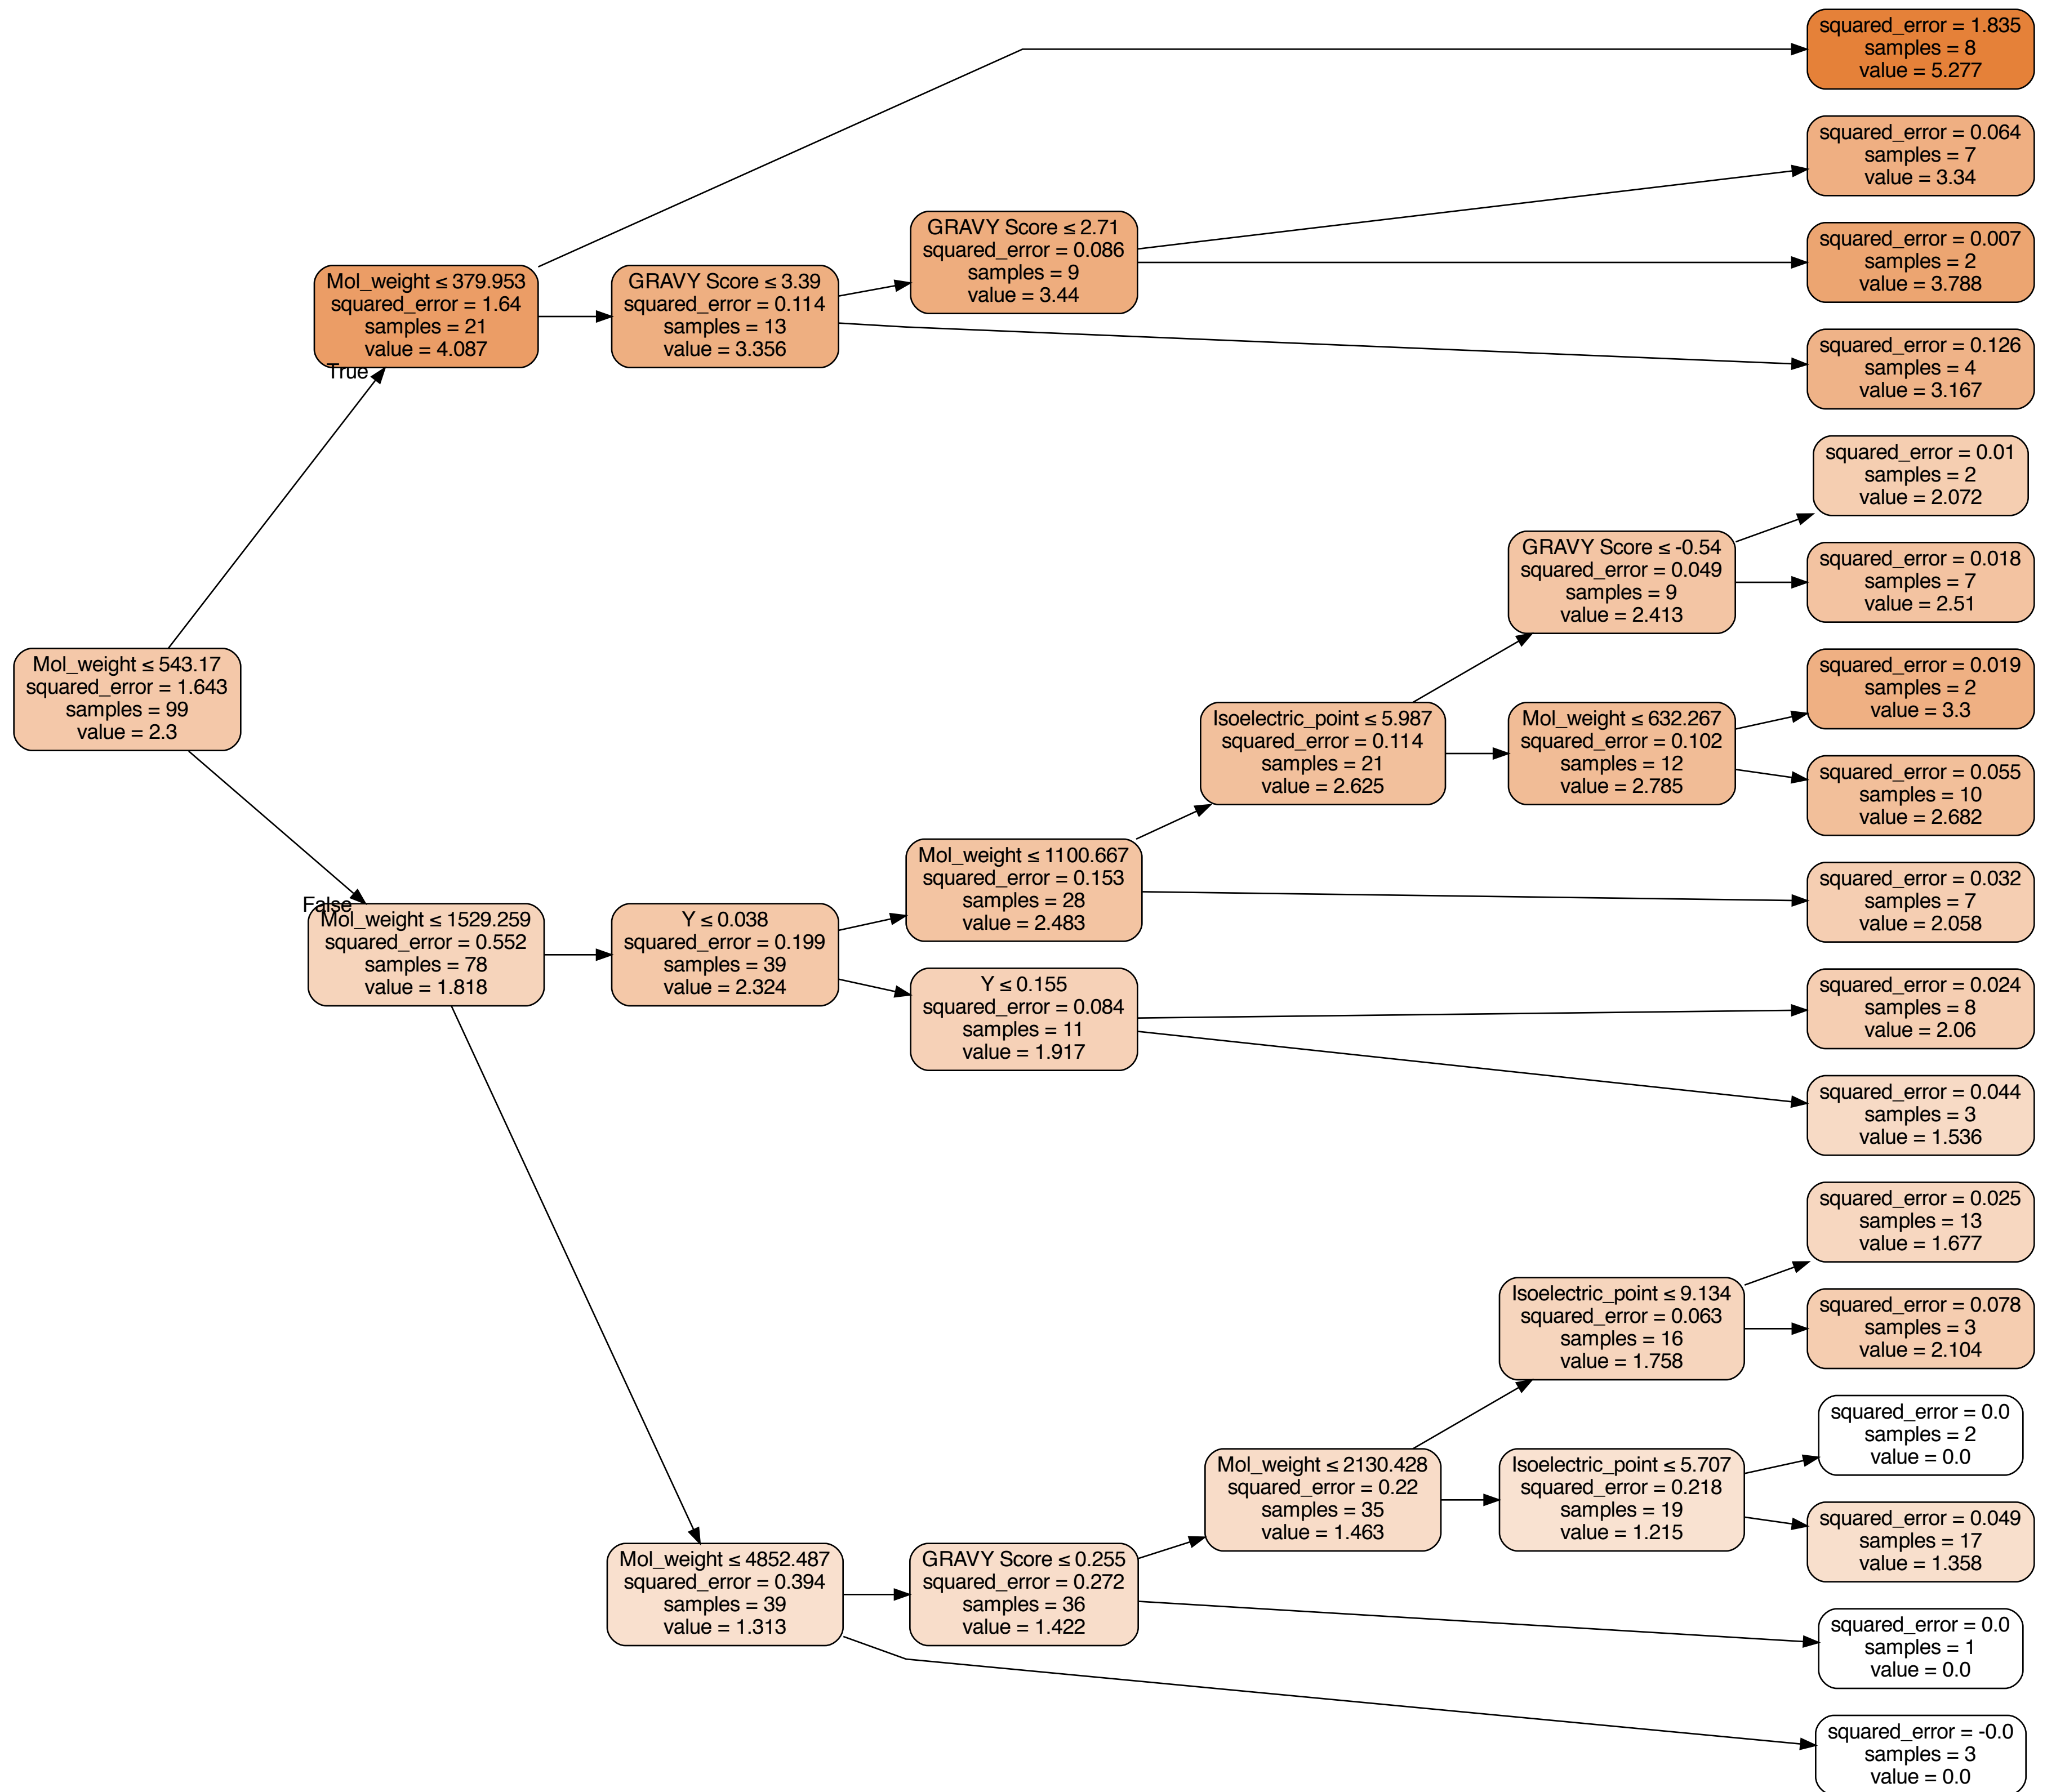 squared_error = 1.835
samples = 8
value = 5.277
squared_error = 0.064
samples = 7
value = 3.34
GRAVY Score ≤ 2.71
squared_error = 0.086
samples = 9
value = 3.44
squared_error = 0.007
samples = 2
value = 3.788
Mol_weight ≤ 379.953
squared_error = 1.64
samples = 21
value = 4.087
GRAVY Score ≤ 3.39
squared_error = 0.114
samples = 13
value = 3.356
squared_error = 0.126
samples = 4
value = 3.167
True
squared_error = 0.01
samples = 2
value = 2.072
GRAVY Score ≤ -0.54
squared_error = 0.049
samples = 9
value = 2.413
squared_error = 0.018
samples = 7
value = 2.51
Mol_weight ≤ 543.17
squared_error = 1.643
samples = 99
value = 2.3
squared_error = 0.019
samples = 2
value = 3.3
Isoelectric_point ≤ 5.987
squared_error = 0.114
samples = 21
value = 2.625
Mol_weight ≤ 632.267
squared_error = 0.102
samples = 12
value = 2.785
squared_error = 0.055
samples = 10
value = 2.682
Mol_weight ≤ 1100.667
squared_error = 0.153
samples = 28
value = 2.483
squared_error = 0.032
samples = 7
value = 2.058
False
Mol_weight ≤ 1529.259
squared_error = 0.552
samples = 78
value = 1.818
Y ≤ 0.038
squared_error = 0.199
samples = 39
value = 2.324
Y ≤ 0.155
squared_error = 0.084
samples = 11
value = 1.917
squared_error = 0.024
samples = 8
value = 2.06
squared_error = 0.044
samples = 3
value = 1.536
squared_error = 0.025
samples = 13
value = 1.677
Isoelectric_point ≤ 9.134
squared_error = 0.063
samples = 16
value = 1.758
squared_error = 0.078
samples = 3
value = 2.104
squared_error = 0.0
samples = 2
value = 0.0
Mol_weight ≤ 2130.428
squared_error = 0.22
samples = 35
value = 1.463
Isoelectric_point ≤ 5.707
squared_error = 0.218
samples = 19
value = 1.215
squared_error = 0.049
samples = 17
value = 1.358
Mol_weight ≤ 4852.487
squared_error = 0.394
samples = 39
value = 1.313
GRAVY Score ≤ 0.255
squared_error = 0.272
samples = 36
value = 1.422
squared_error = 0.0
samples = 1
value = 0.0
squared_error = -0.0
samples = 3
value = 0.0